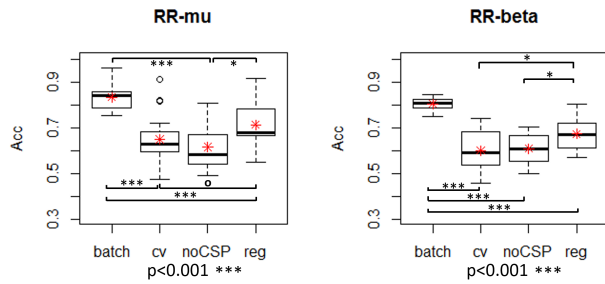 RR-mu
Acc
0.9
0.7
0.5
0.3
***
*
***
***
batch cv noCSP reg
p<0.001 ***
RR-beta
Acc
0.9
0.7
0.5
0.3
*
*
***
***
***
batch cv noCSP reg
p<0.001 ***